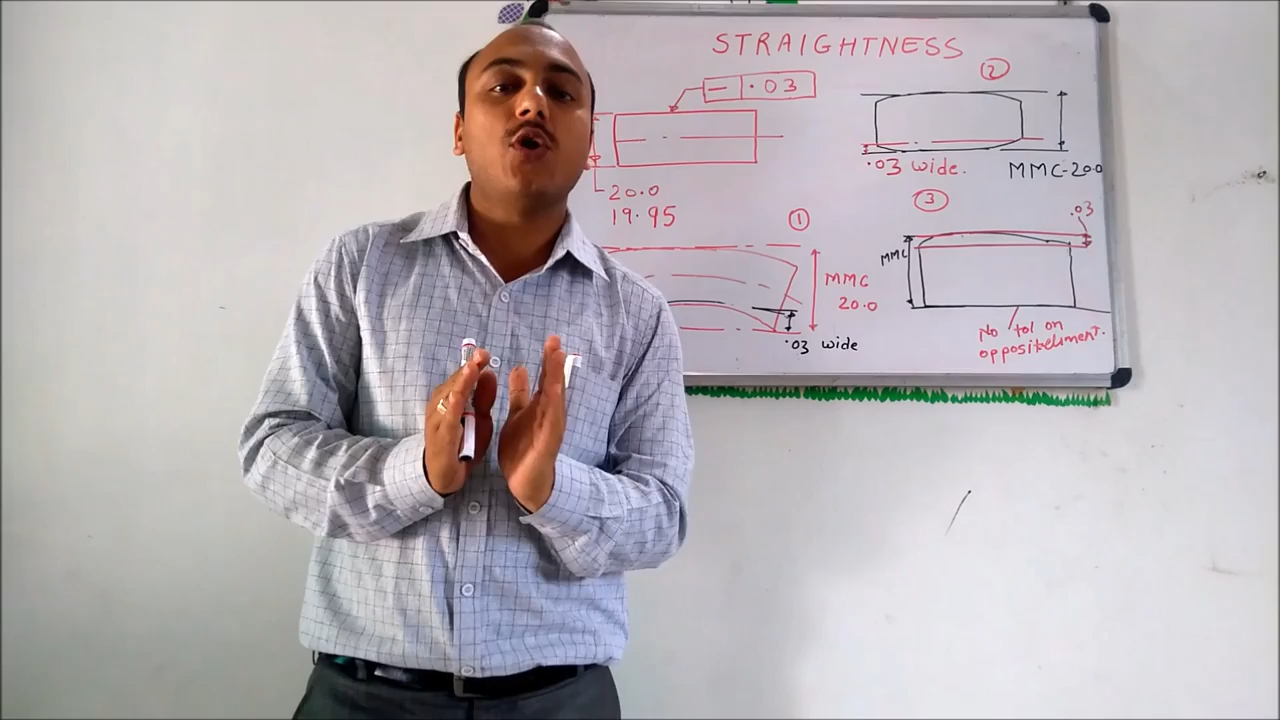 STRAIGHTNESS
— .03
20.0
19.95
1
MMC
20.0
.03 wide
2
.03 wide.
MMC-20.0
3
.03
MMC
No tol on
opposite